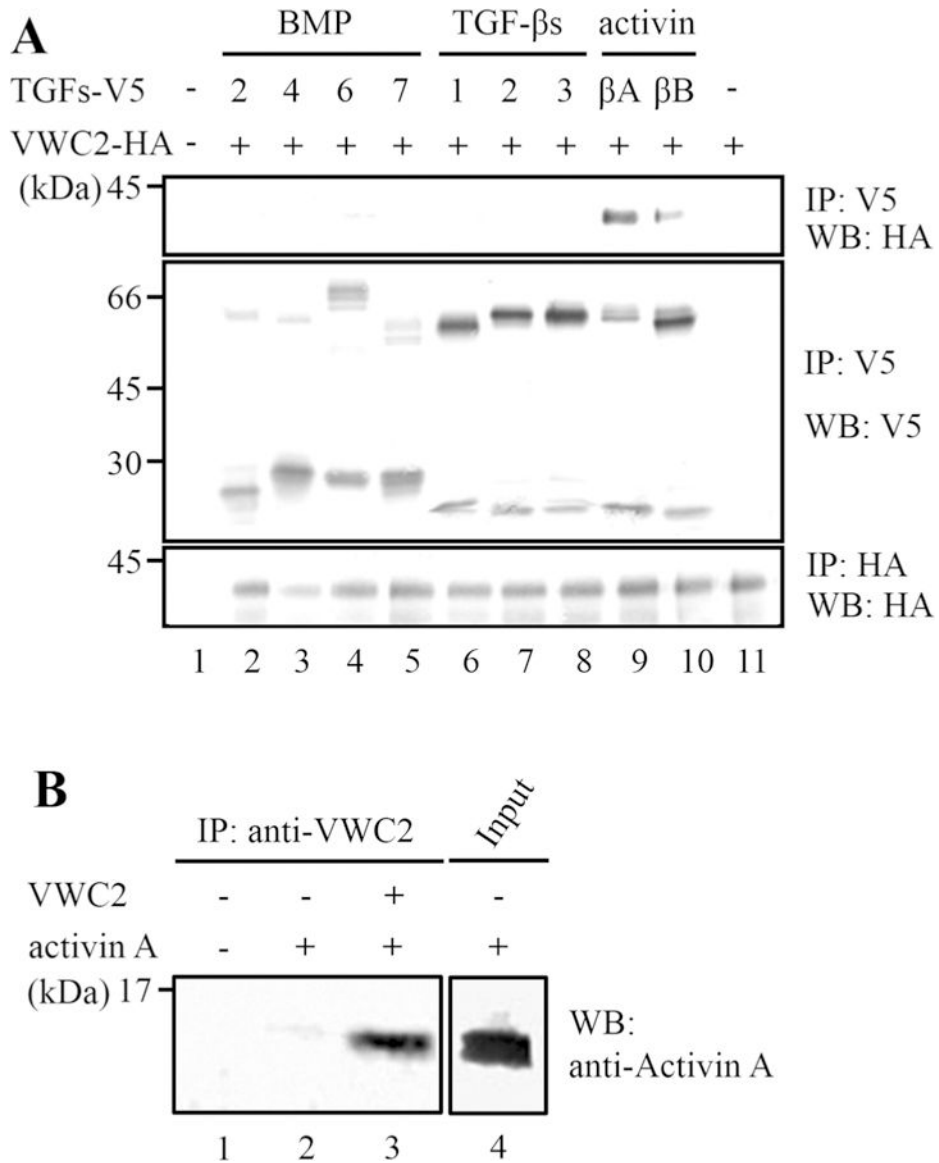 A
BMP TGF-βs activin
TGFs-V5 - 2 4 6 7 1 2 3 βA βB -
VWC2-HA - + + + + + + + + + +
(kDa) 45
IP: V5
WB: HA
66
45
30
IP: V5
WB: V5
45
IP: HA
WB: HA
1 2 3 4 5 6 7 8 9 10 11
B
IP: anti-VWC2 Input
VWC2 - - + -
activin A - + + +
(kDa) 17
WB:
anti-Activin A
1 2 3 4